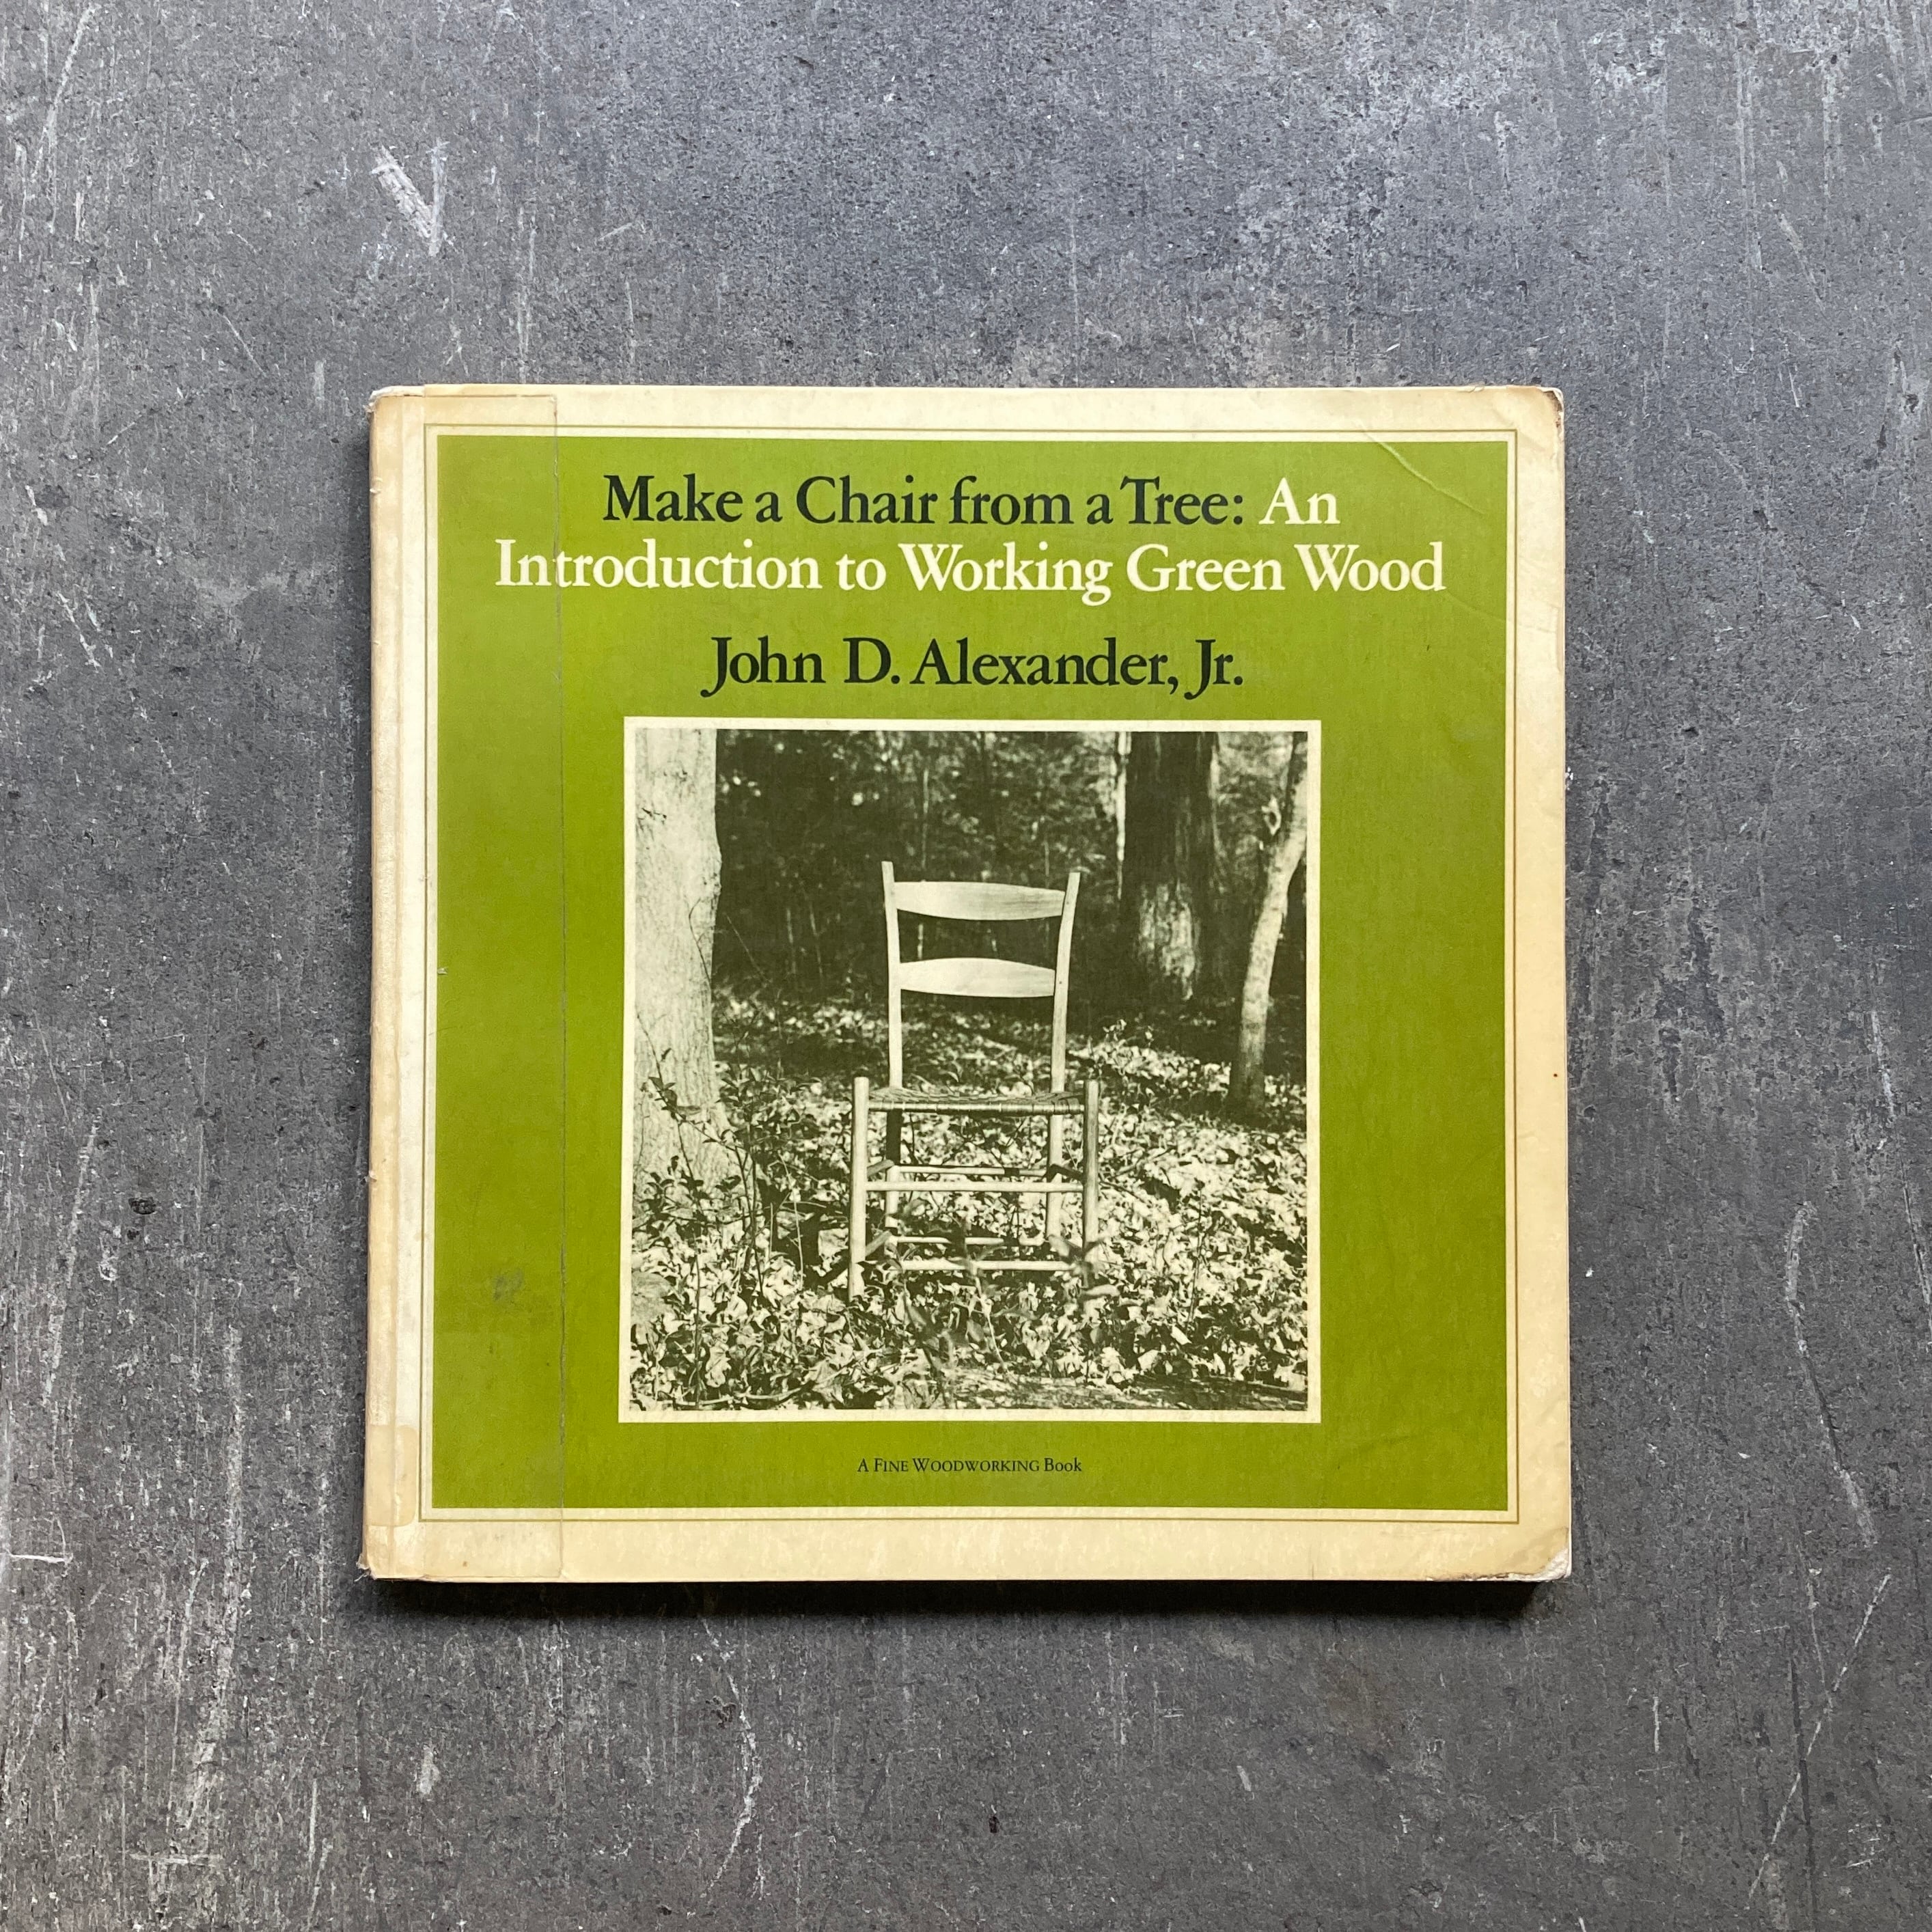 Make a Chair from a Tree: An
Introduction to Working Green Wood
John D. Alexander, Jr.
A FINE WOODWORKING Book